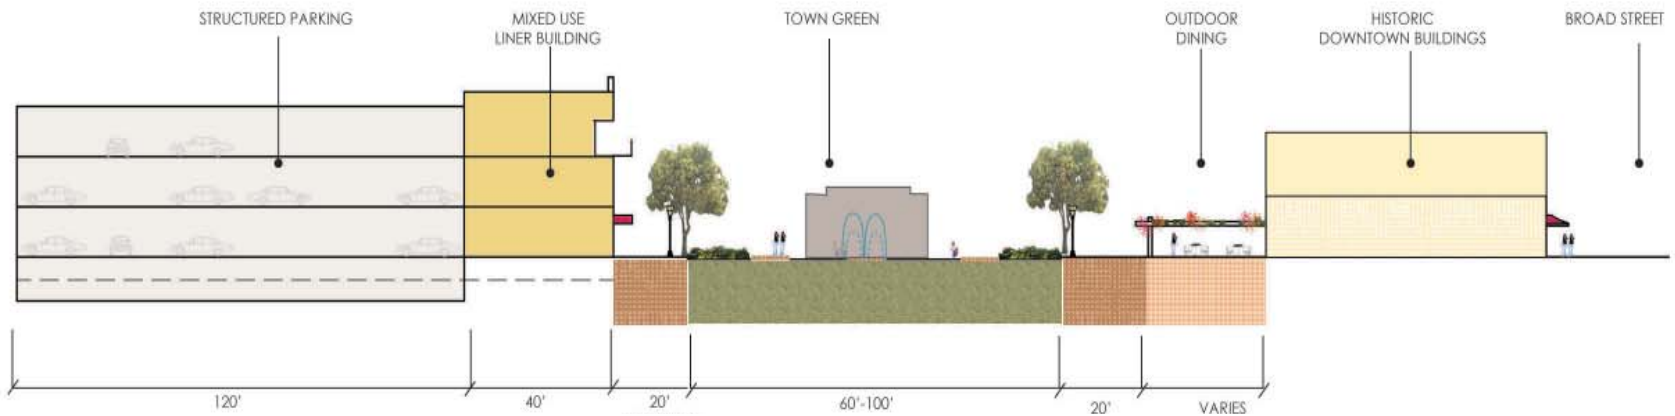 STRUCTURED PARKING
MIXED USE
LINER BUILDING
TOWN GREEN
OUTDOOR
DINING
HISTORIC
DOWNTOWN BUILDINGS
BROAD STREET
120'
40'
20'
60'-100'
20'
VARIES